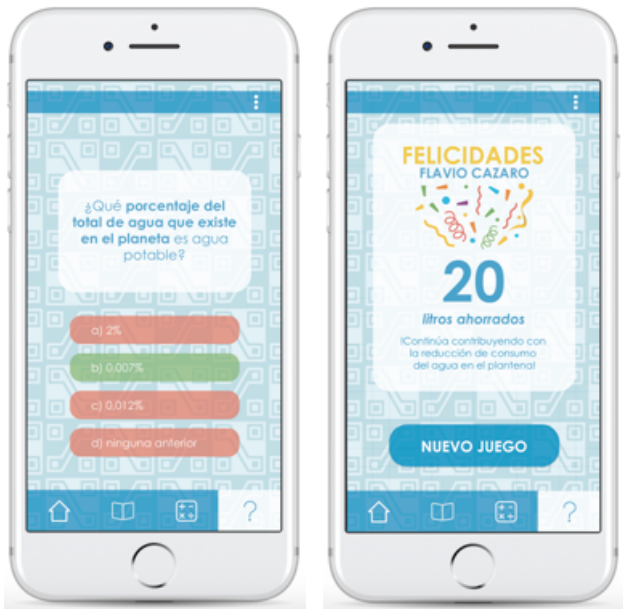 ¿Qué porcentaje del
total de agua que existe
en el planeta es agua
potable?
a) 2%
b) 0.007%
c) 0.012%
d) ninguna anterior
?
FELICIDADES
FLAVIO CAZARO
20
litros ahorrados
!Continúa contribuyendo con
la reducción de consumo
del agua en el plantena!
NUEVO JUEGO
?